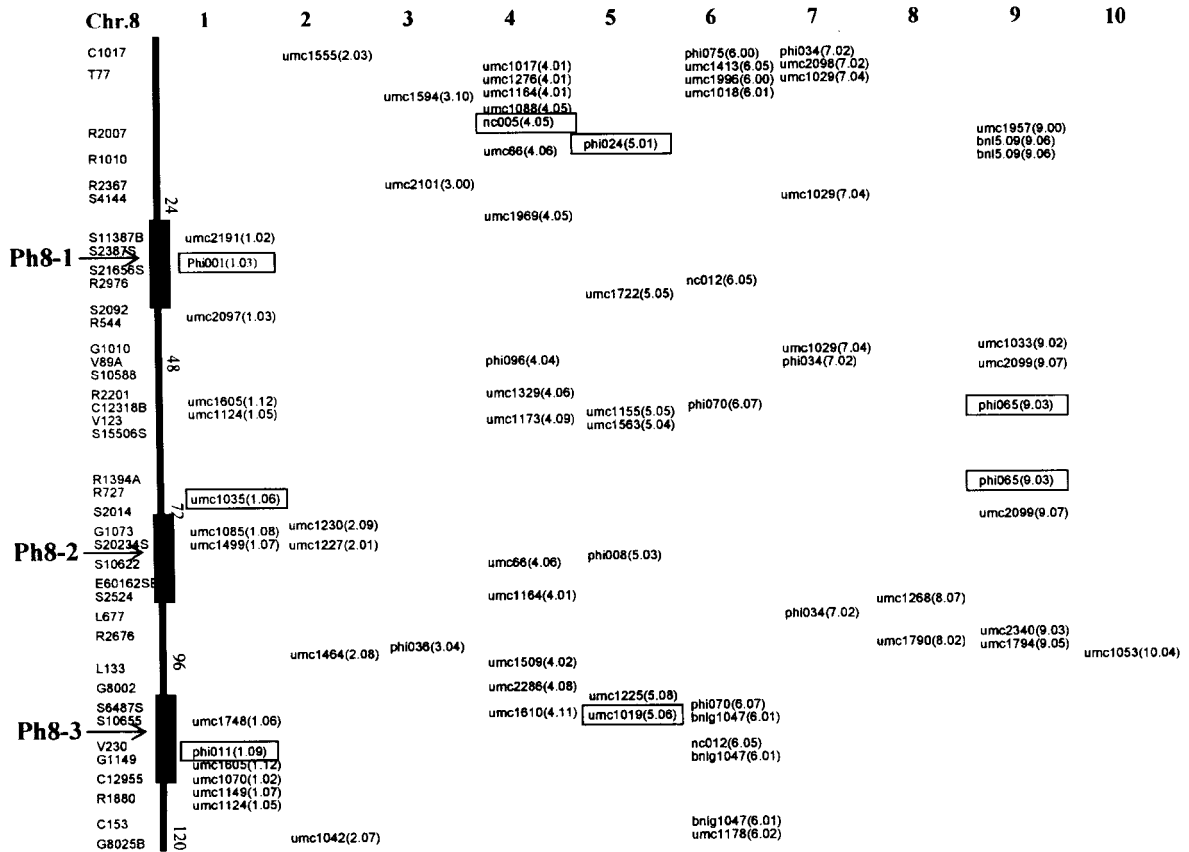 Chr.8 1 2 3 4 5 6 7 8 9 10
C1017 umc1555(2.03) phi075(6.00) phi034(7.02)
umc1017(4.01) umc1413(6.05) umc2098(7.02)
T77 umc1276(4.01) umc1996(6.00) umc1029(7.04)
umc1594(3.10) umc1164(4.01) umc1018(6.01)
umc1088(4.05)
nc005(4.05)
R2007 phi024(5.01) umc1957(9.00)
bnl5.09(9.06)
R1010 umc66(4.06) bnl5.09(9.06)
R2367 umc2101(3.00)
S4144 umc1029(7.04)
24
umc1969(4.05)
S11387B umc2191(1.02)
S2387S
Ph8-1 Phi001(1.03)
S21656S
R2976 nc012(6.05)
umc1722(5.05)
S2092
R544 umc2097(1.03)
G1010 umc1029(7.04) umc1033(9.02)
V89A 48 phi096(4.04) phi034(7.02) umc2099(9.07)
S10588
R2201 umc1605(1.12) umc1329(4.06)
C12318B umc1124(1.05) umc1155(5.05) phi070(6.07) phi065(9.03)
V123 umc1173(4.09) umc1563(5.04)
S15506S
R1394A phi065(9.03)
R727 umc1035(1.06)
S2014 72 umc2099(9.07)
G1073 umc1085(1.08) umc1230(2.09)
S20234S umc1499(1.07) umc1227(2.01)
Ph8-2 phi008(5.03)
S10622 umc66(4.06)
E60162SE
S2524 umc1164(4.01) umc1268(8.07)
L677 phi034(7.02)
R2676 umc2340(9.03)
phi036(3.04) umc1790(8.02) umc1794(9.05)
96 umc1464(2.08) umc1053(10.04)
L133 umc1509(4.02)
G8002 umc2286(4.08) umc1225(5.08)
S6487S phi070(6.07)
S10655 umc1748(1.06) umc1610(4.11) umc1019(5.06) bnlg1047(6.01)
Ph8-3
V230 phi011(1.09) nc012(6.05)
G1149 umc1605(1.12) bnlg1047(6.01)
C12955 umc1070(1.02)
umc1149(1.07)
R1880 umc1124(1.05)
C153 bnlg1047(6.01)
G8025B 120 umc1042(2.07) umc1178(6.02)